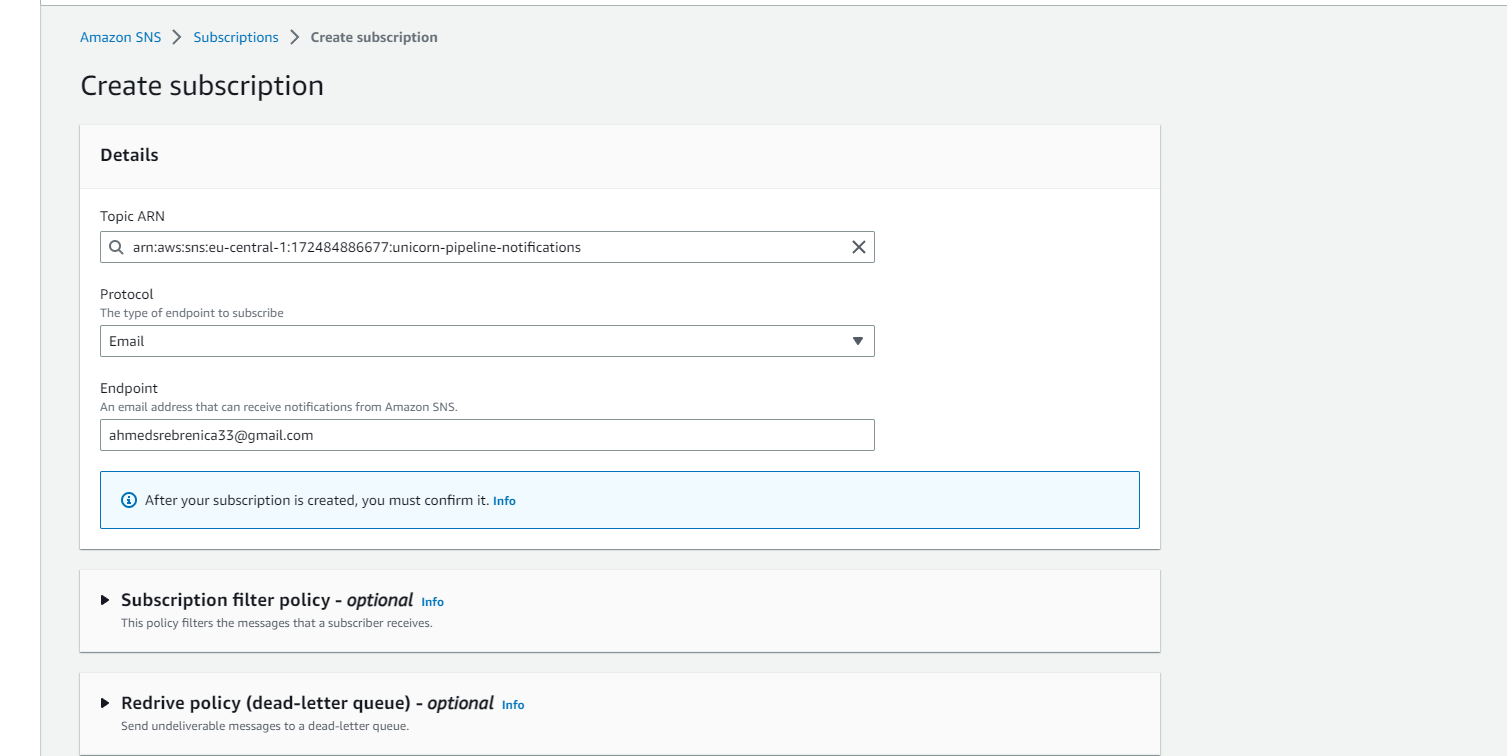 Amazon SNS > Subscriptions > Create subscription
Create subscription
Details
Topic ARN
arn:aws:sns:eu-central-1:172484886677:unicorn-pipeline-notifications
Protocol
The type of endpoint to subscribe
Email
Endpoint
An email address that can receive notifications from Amazon SNS.
ahmedsrebrenica33@gmail.com
After your subscription is created, you must confirm it. Info
Subscription filter policy - optional Info
This policy filters the messages that a subscriber receives.
Redrive policy (dead-letter queue) - optional Info
Send undeliverable messages to a dead-letter queue.